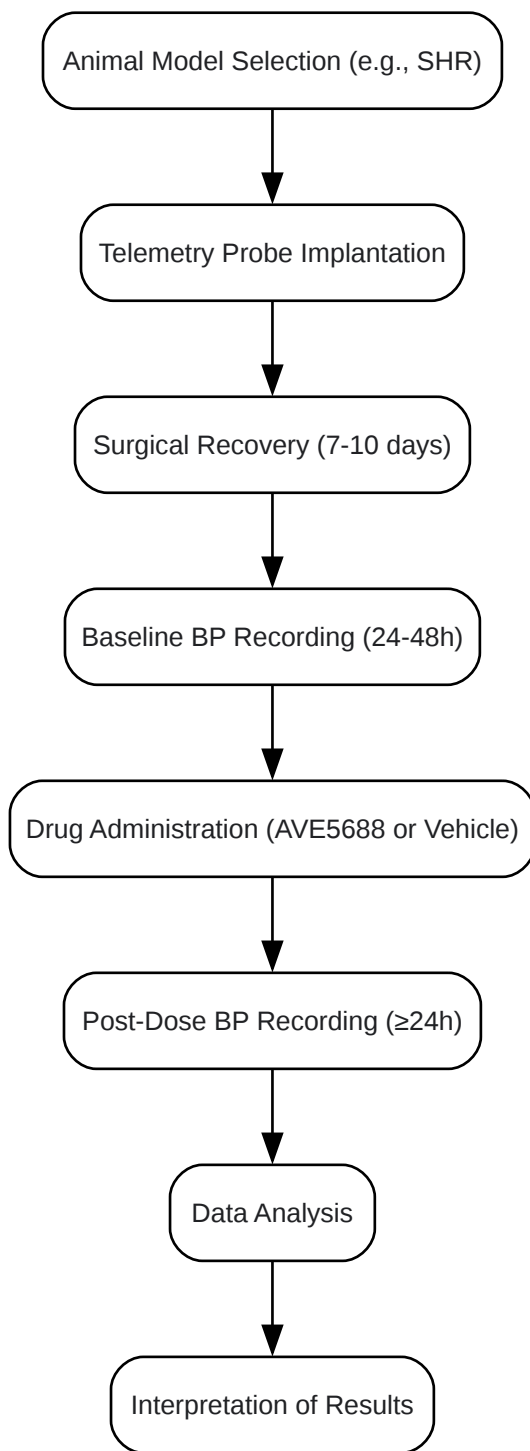 Animal Model Selection (e.g., SHR)
Telemetry Probe Implantation
Surgical Recovery (7-10 days)
Baseline BP Recording (24-48h)
Drug Administration (AVE5688 or Vehicle)
Post-Dose BP Recording (≥24h)
Data Analysis
Interpretation of Results